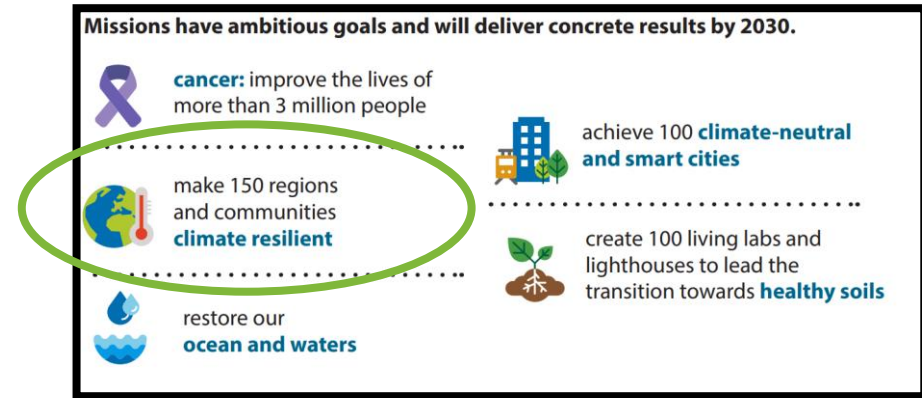 Missions have ambitious goals and will deliver concrete results by 2030.
cancer: improve the lives of
more than 3 million people
make 150 regions
and communities
climate resilient
restore our
ocean and waters
achieve 100 climate-neutral
and smart cities
create 100 living labs and
lighthouses to lead the
transition towards healthy soils